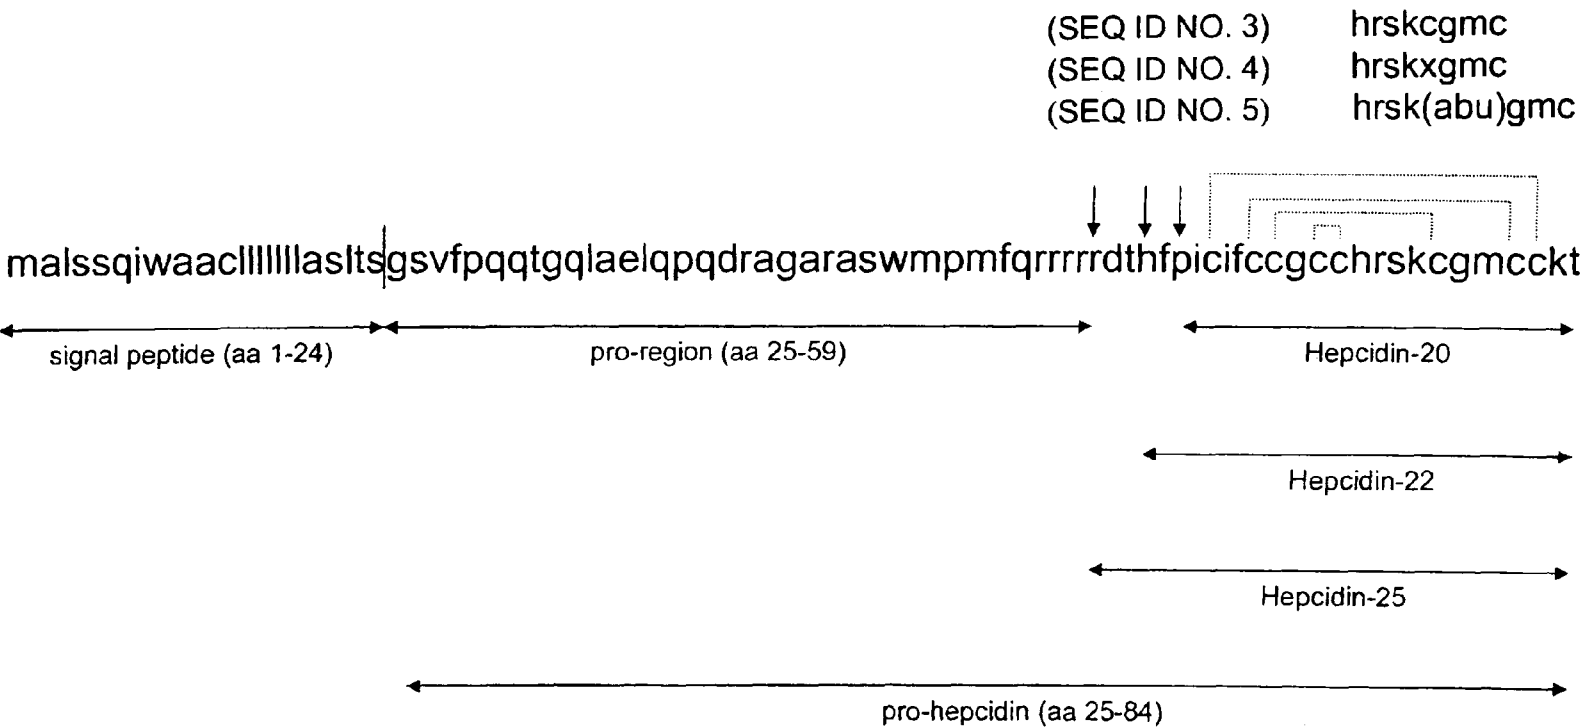 (SEQ ID NO. 3) hrskcgmc
(SEQ ID NO. 4) hrskxgmc
(SEQ ID NO. 5) hrsk(abu)gmc
malssqiwaaclllllllasltsgsvfpqqtgqlaelqpqdragaraswmpmfqrrrrrdthfpicifccgcchrskcgmcckt
signal peptide (aa 1-24) pro-region (aa 25-59) Hepcidin-20
Hepcidin-22
Hepcidin-25
pro-hepcidin (aa 25-84)